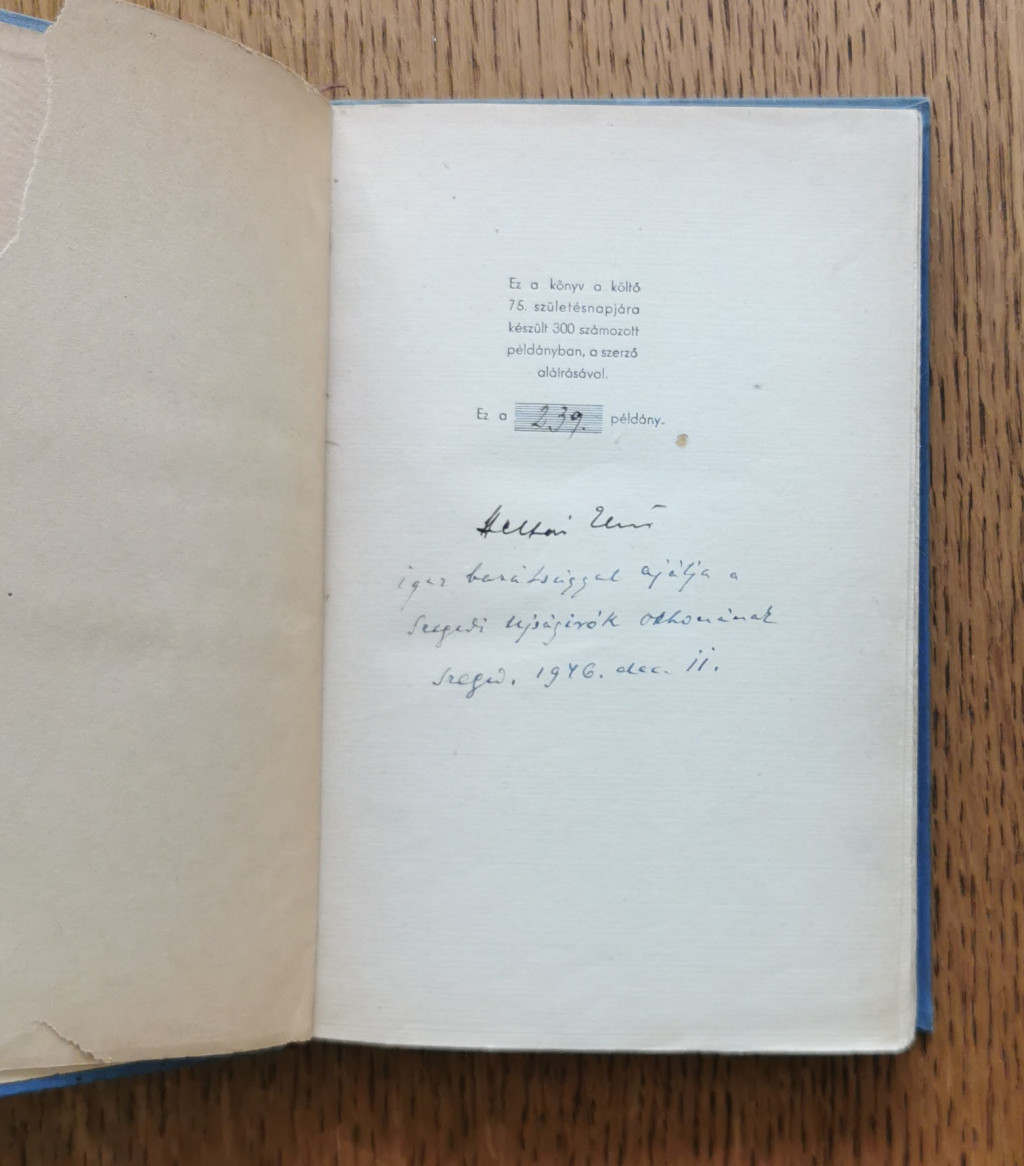 Ez a könyv a költő
75. születésnapjára
készült 300 számozott
példányban, a szerző
aláírásával.
Ez a 239. példány.
Heltai Jenő
igaz barátsággal ajálja a
Szegedi Ujságirók Otthonának
Szeged. 1946. dec. 11.